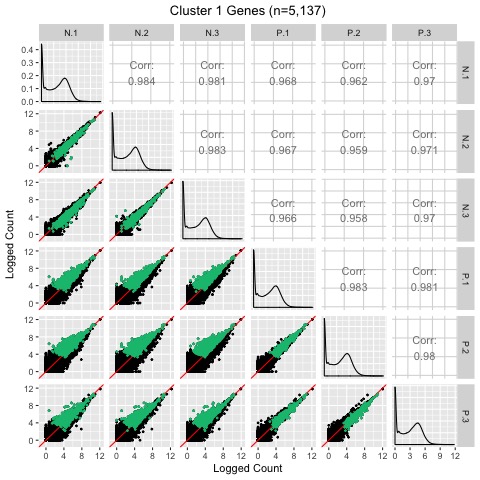 Cluster 1 Genes (n=5,137)
N.1 N.2 N.3 P.1 P.2 P.3
0.4 0.3 0.2 0.1 0.0
Corr: 0.984
Corr: 0.981
Corr: 0.968
Corr: 0.962
Corr: 0.97
N.1
12 8 4 0
Corr: 0.983
Corr: 0.967
Corr: 0.959
Corr: 0.971
N.2
12 8 4 0
Corr: 0.966
Corr: 0.958
Corr: 0.97
N.3
12 8 4 0
Corr: 0.983
Corr: 0.981
P.1
12 8 4 0
Corr: 0.98
P.2
12 8 4 0
P.3
0 4 8 12 0 4 8 12 0 4 8 12 0 4 8 12 0 4 8 12 0 4 8 12
Logged Count
Logged Count